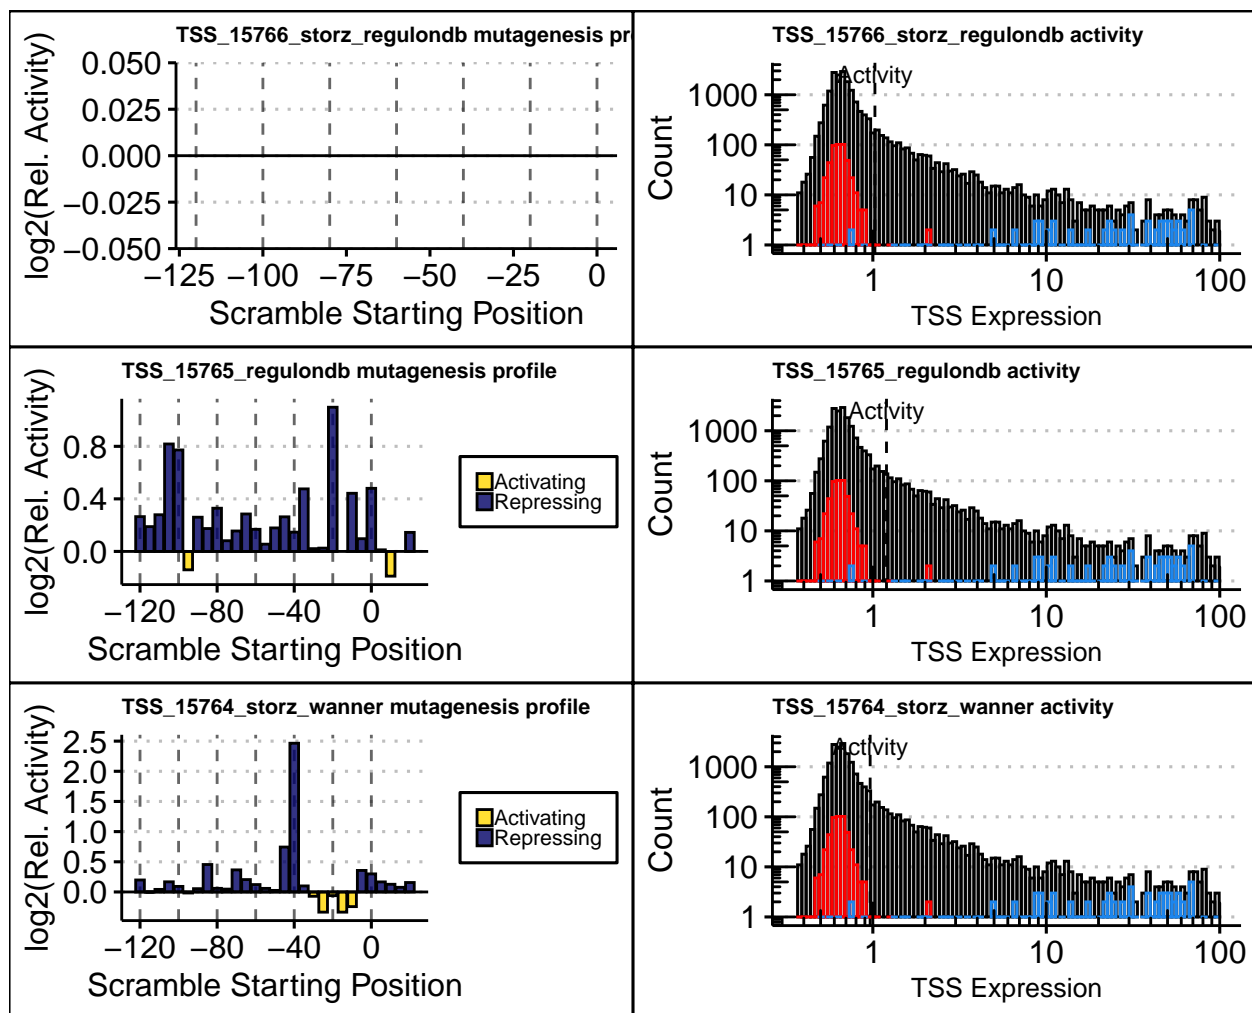 TSS_15766_storz_regulondb mutagenesis pr
log2(Rel. Activity)
0.050
0.025
0.000
−0.025
−0.050
−125 −100 −75 −50 −25 0
Scramble Starting Position
TSS_15766_storz_regulondb activity
Activity
Count
1000
100
10
1
1 10 100
TSS Expression
TSS_15765_regulondb mutagenesis profile
log2(Rel. Activity)
0.8
0.4
0.0
−120 −80 −40 0
Scramble Starting Position
Activating
Repressing
TSS_15765_regulondb activity
Activity
Count
1000
100
10
1
1 10 100
TSS Expression
TSS_15764_storz_wanner mutagenesis profile
log2(Rel. Activity)
2.5
2.0
1.5
1.0
0.5
0.0
−120 −80 −40 0
Scramble Starting Position
Activating
Repressing
TSS_15764_storz_wanner activity
Activity
Count
1000
100
10
1
1 10 100
TSS Expression